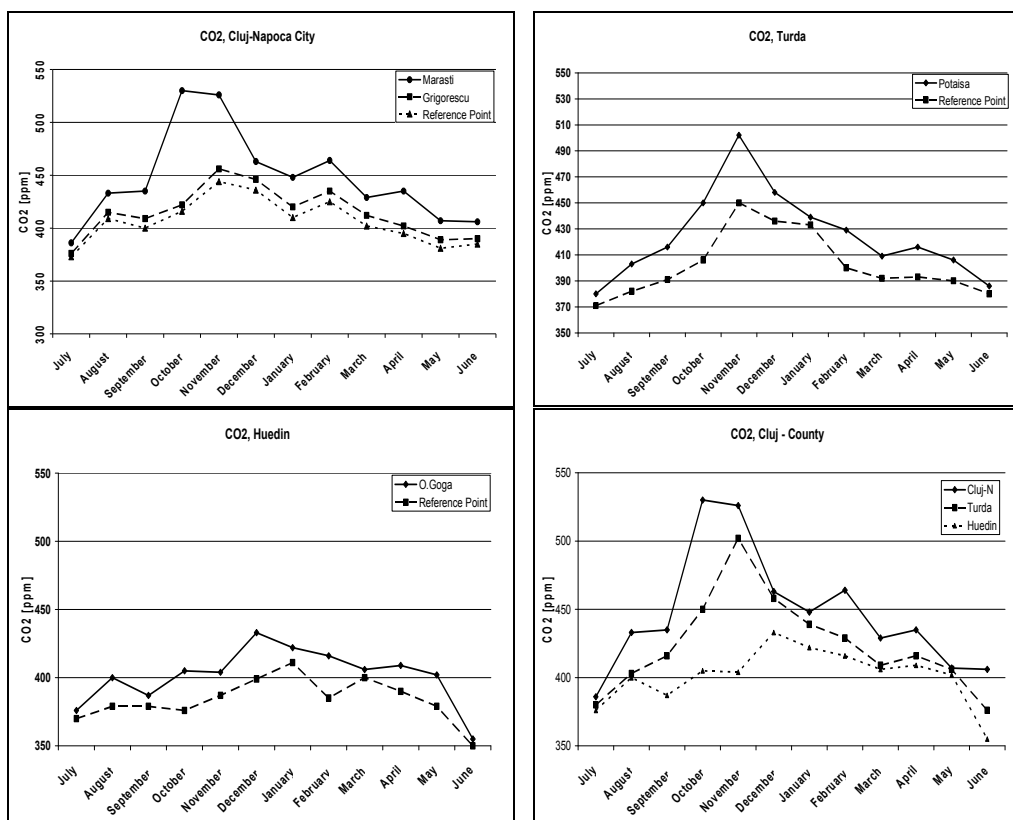 CO2, Cluj-Napoca City
Marasti
Grigorescu
Reference Point
CO2 [ppm]
550
500
450
400
350
300
July
August
September
October
November
December
January
February
March
April
May
June
CO2, Turda
Potaisa
Reference Point
CO2 [ppm]
550
530
510
490
470
450
430
410
390
370
350
July
August
September
October
November
December
January
February
March
April
May
June
CO2, Huedin
O.Goga
Reference Point
CO2 [ppm]
550
500
450
400
350
July
August
September
October
November
December
January
February
March
April
May
June
CO2, Cluj - County
Cluj-N
Turda
Huedin
CO2 [ppm]
550
500
450
400
350
July
August
September
October
November
December
January
February
March
April
May
June